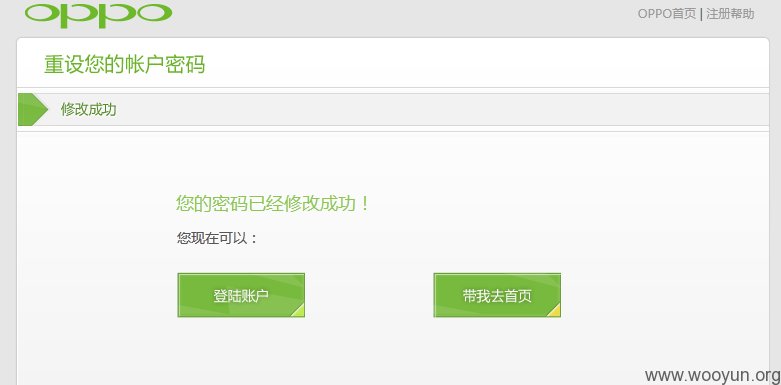 oppo
OPPO首页 | 注册帮助
重设您的帐户密码
修改成功
您的密码已经修改成功！
您现在可以：
登陆账户
带我去首页
www.wooyun.org